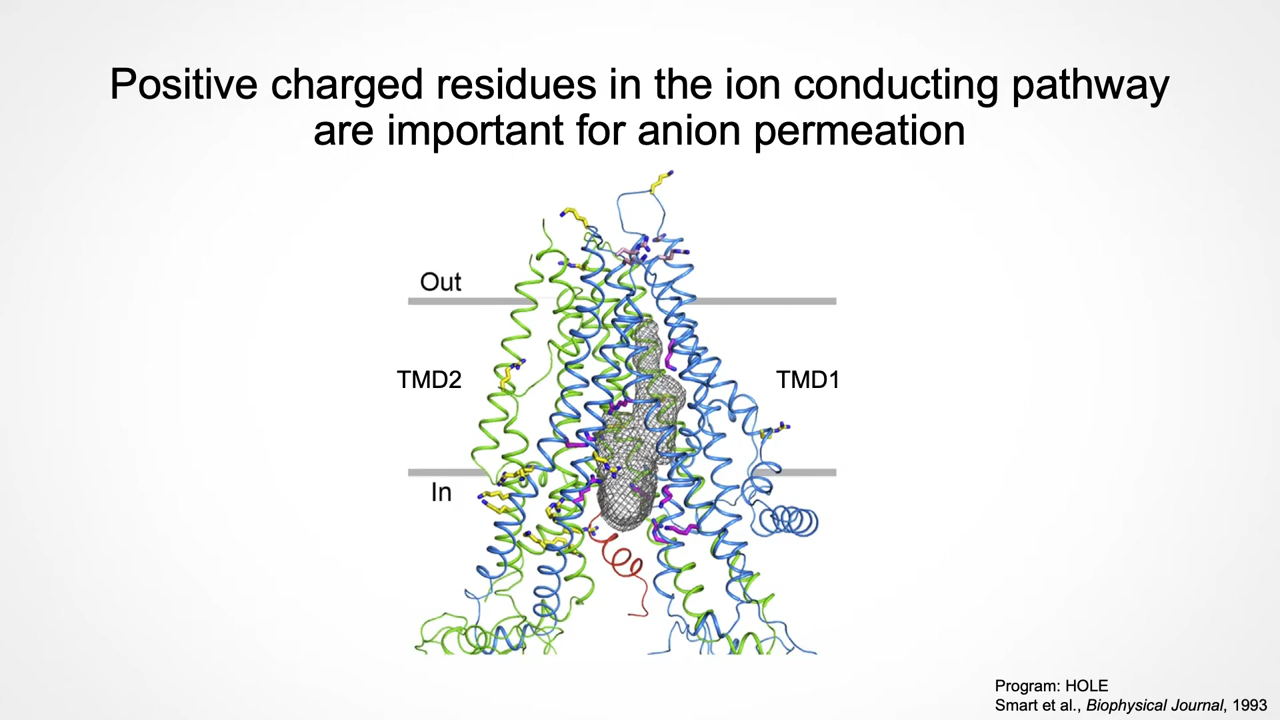 Positive charged residues in the ion conducting pathway
are important for anion permeation
Out
TMD2
TMD1
In
Program: HOLE
Smart et al., Biophysical Journal, 1993